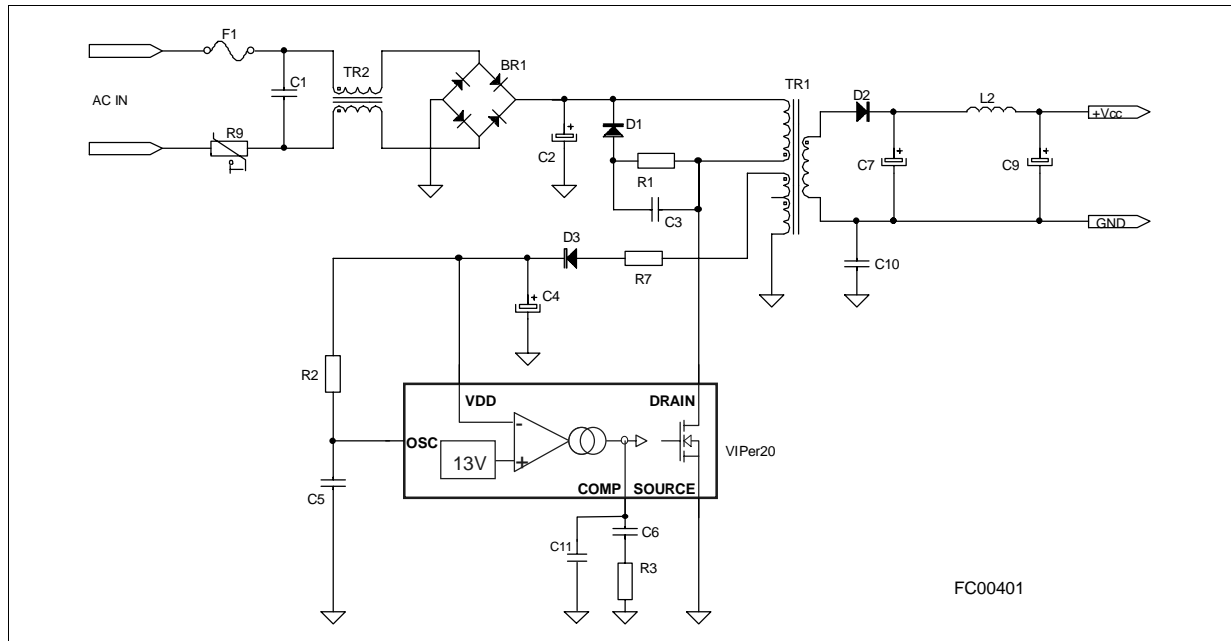 F1
TR2
BR1
C1
AC IN
R9
T°
C2
D1
R1
C3
TR1
D2
L2
+Vcc
C7
+
C9
+
GND
C10
D3
R7
C4
+
+
R2
VDD
DRAIN
OSC
-
13V
+
VIPer20
COMP
SOURCE
C5
C6
C11
R3
FC00401